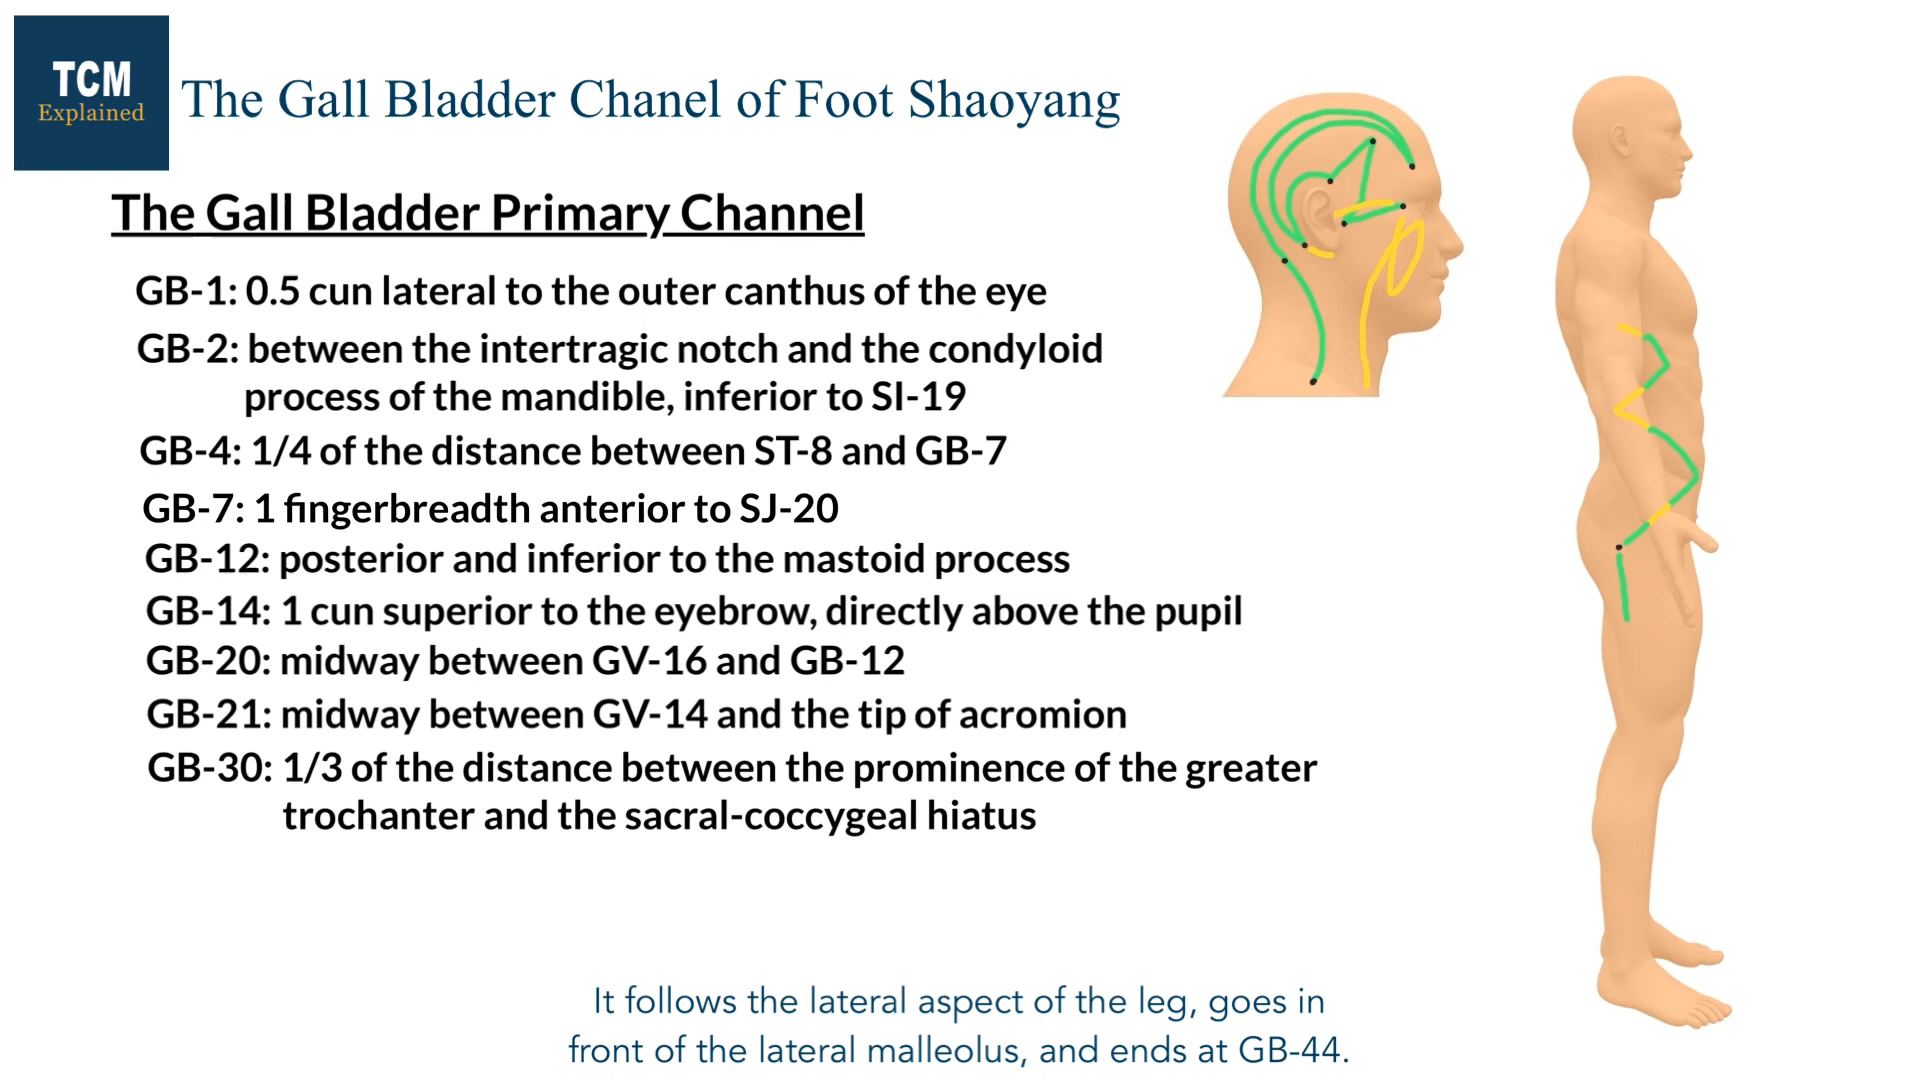 TCM
Explained
The Gall Bladder Chanel of Foot Shaoyang
The Gall Bladder Primary Channel
GB-1: 0.5 cun lateral to the outer canthus of the eye
GB-2: between the intertragic notch and the condyloid
process of the mandible, inferior to SI-19
GB-4: 1/4 of the distance between ST-8 and GB-7
GB-7: 1 fingerbreadth anterior to SJ-20
GB-12: posterior and inferior to the mastoid process
GB-14: 1 cun superior to the eyebrow, directly above the pupil
GB-20: midway between GV-16 and GB-12
GB-21: midway between GV-14 and the tip of acromion
GB-30: 1/3 of the distance between the prominence of the greater
trochanter and the sacral-coccygeal hiatus
It follows the lateral aspect of the leg, goes in
front of the lateral malleolus, and ends at GB-44.